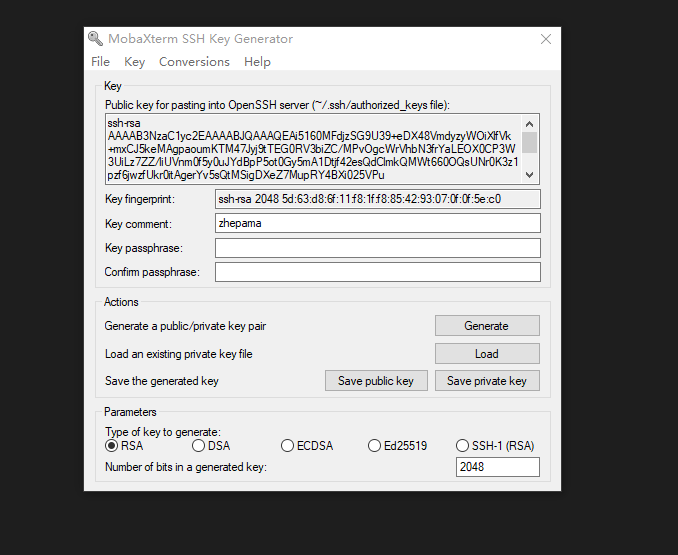 MobaXterm SSH Key Generator
File Key Conversions Help
Key
Public key for pasting into OpenSSH server (~/.ssh/authorized_keys file):
ssh-rsa
AAAAB3NzaC1yc2EAAAABJQAAAQEAi5160MFdjzSG9U39+eDX48VmdyzyWOiXlfVk
+mxCJ5keMAgpaoumKTM47Jyj9tTEG0RV3biZC/MPvOgcWrVhbN3frYaLEOX0CP3W
3UiLz7ZZ/IiUVnm0f5y0uJYdBpP5ot0Gy5mA1Dtjf42esQdClmkQMWt660OQsUNr0K3z1
pzf6jwzfUkr0itAgerYv5sQtMSigDXeZ7MupRY4BXi025VPu
Key fingerprint: ssh-rsa 2048 5d:63:d8:6f:11:f8:1f:f8:85:42:93:07:0f:0f:5e:c0
Key comment: zhepama
Key passphrase:
Confirm passphrase:
Actions
Generate a public/private key pair Generate
Load an existing private key file Load
Save the generated key Save public key Save private key
Parameters
Type of key to generate:
RSA DSA ECDSA Ed25519 SSH-1 (RSA)
Number of bits in a generated key: 2048